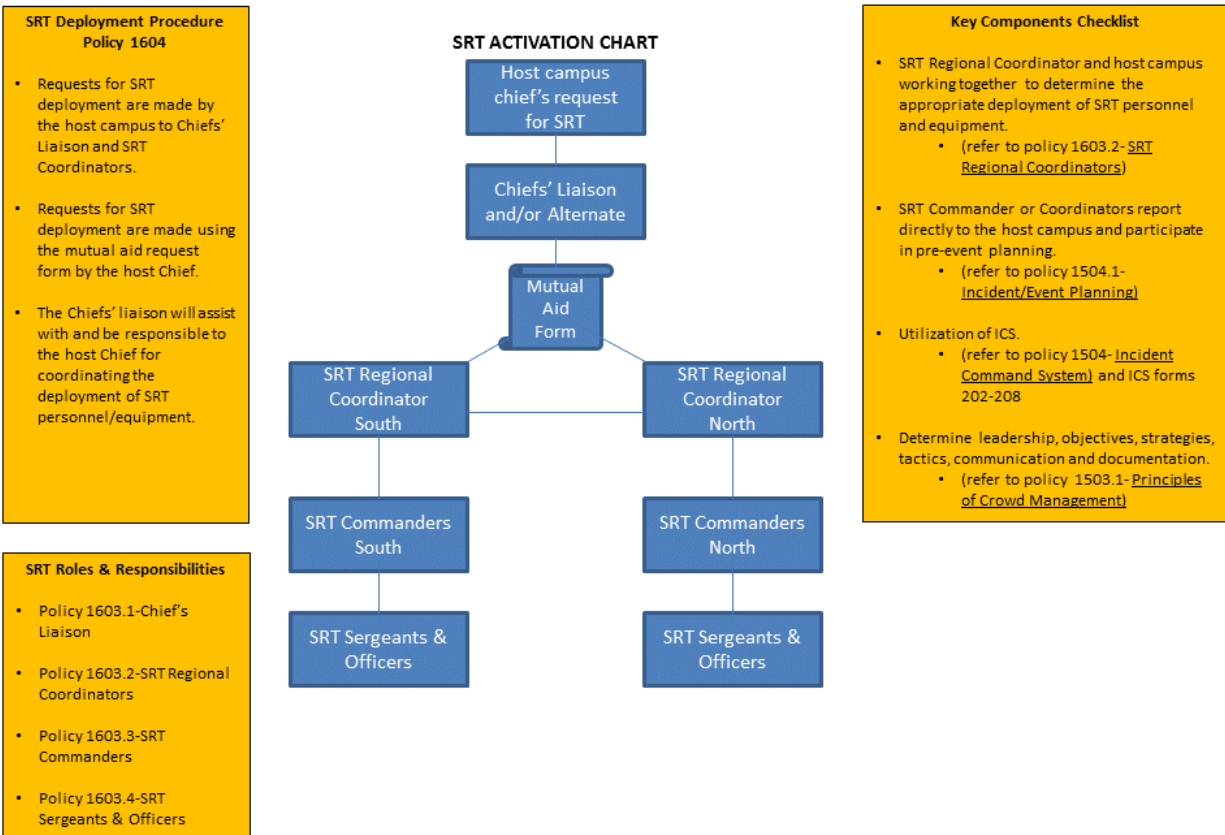 SRT Deployment Procedure
Policy 1604
• Requests for SRT
deployment are made by
the host campus to Chiefs'
Liaison and SRT
Coordinators.
• Requests for SRT
deployment are made using
the mutual aid request
form by the host Chief.
• The Chiefs' liaison will assist
with and be responsible to
the host Chief for
coordinating the
deployment of SRT
personnel/equipment.
SRT Roles & Responsibilities
• Policy 1603.1-Chief's
Liaison
• Policy 1603.2-SRT Regional
Coordinators
• Policy 1603.3-SRT
Commanders
• Policy 1603.4-SRT
Sergeants & Officers
SRT ACTIVATION CHART
Host campus
chief's request
for SRT
Chiefs' Liaison
and/or Alternate
Mutual
Aid
Form
SRT Regional
Coordinator
South
SRT Regional
Coordinator
North
SRT Commanders
South
SRT Commanders
North
SRT Sergeants &
Officers
SRT Sergeants &
Officers
Key Components Checklist
• SRT Regional Coordinator and host campus
working together to determine the
appropriate deployment of SRT personnel
and equipment.
• (refer to policy 1603.2- SRT
Regional Coordinators)
• SRT Commander or Coordinators report
directly to the host campus and participate
in pre-event planning.
• (refer to policy 1504.1-
Incident/Event Planning)
• Utilization of ICS.
• (refer to policy 1504- Incident
Command System) and ICS forms
202-208
• Determine leadership, objectives, strategies,
tactics, communication and documentation.
• (refer to policy 1503.1- Principles
of Crowd Management)